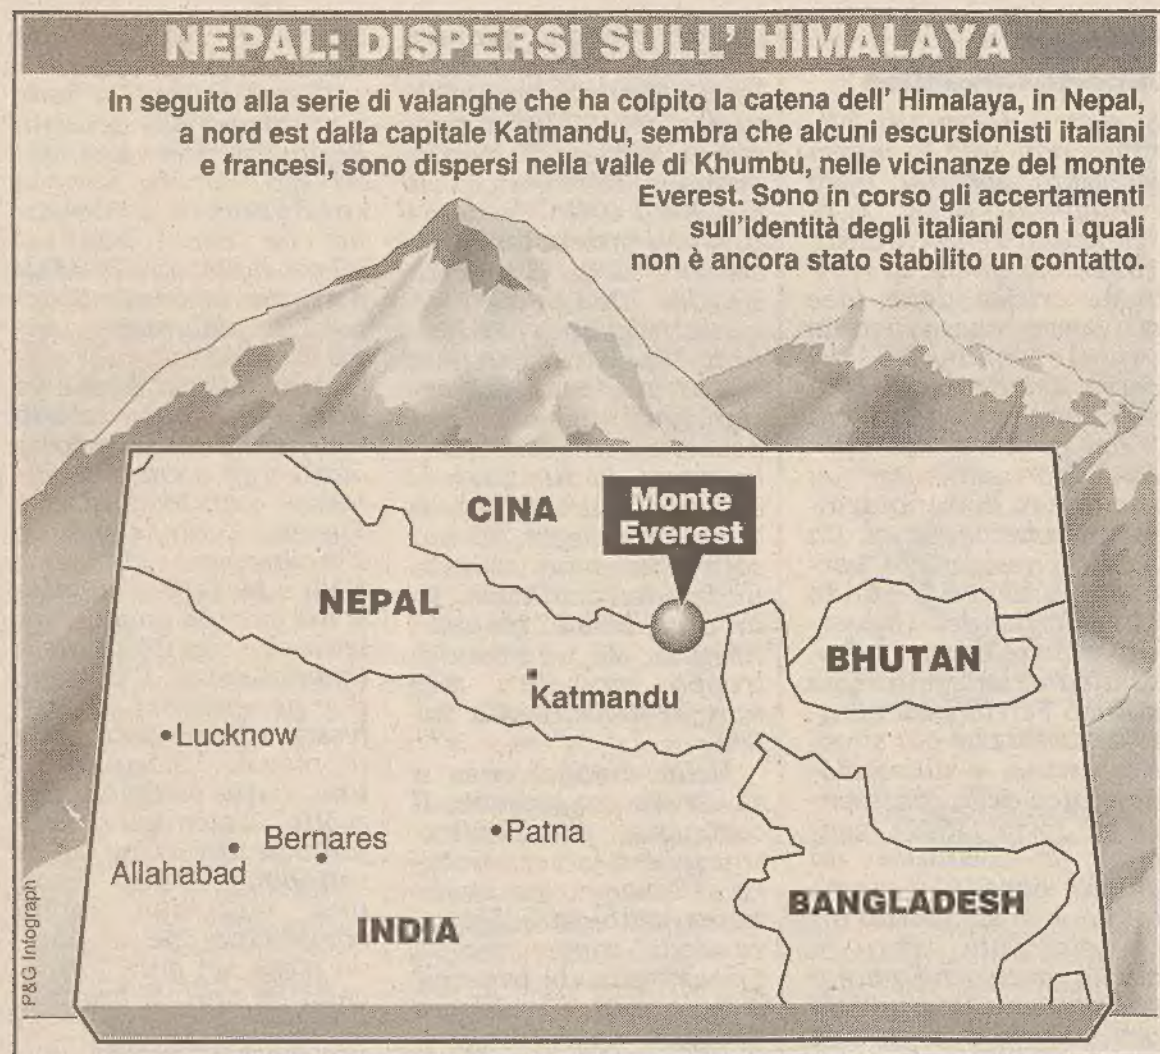 NEPAL: DISPERSI SULL' HIMALAYA
In seguito alla serie di valanghe che ha colpito la catena dell' Himalaya, in Nepal,
a nord est dalla capitale Katmandu, sembra che alcuni escursionisti italiani
e francesi, sono dispersi nella valle di Khumbu, nelle vicinanze del monte
Everest. Sono in corso gli accertamenti
sull'identità degli italiani con i quali
non è ancora stato stabilito un contatto.
CINA
Monte
Everest
NEPAL
BHUTAN
Katmandu
Lucknow
Bernares
Patna
Allahabad
BANGLADESH
INDIA
P&G Infograph